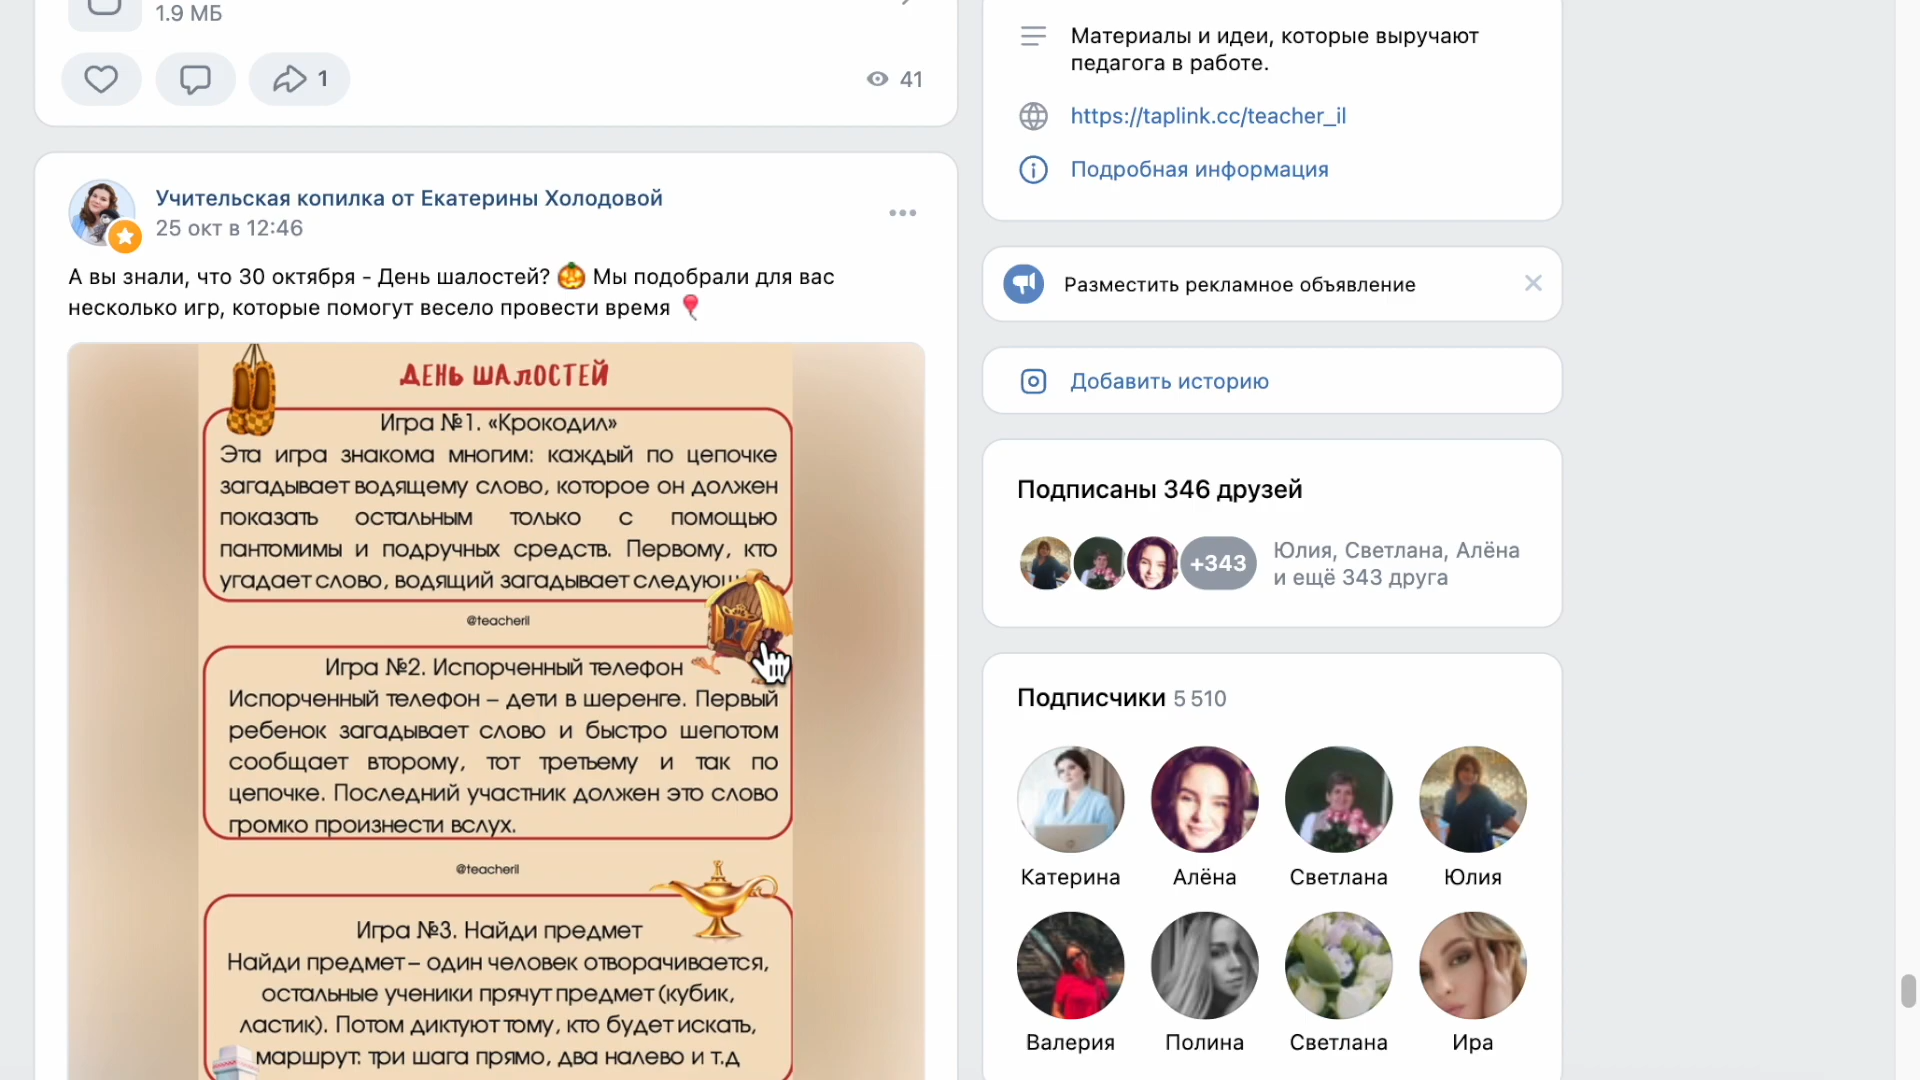 1.9 МБ
1
41
Учительская копилка от Екатерины Холодовой
25 окт в 12:46
А вы знали, что 30 октября - День шалостей? 🎃 Мы подобрали для вас
несколько игр, которые помогут весело провести время 🎈
ДЕНЬ ШАЛОСТЕЙ
Игра №1. «Крокодил»
Эта игра знакома многим: каждый по цепочке
загадывает водящему слово, которое он должен
показать остальным только с помощью
пантомимы и подручных средств. Первому, кто
угадает слово, водящий загадывает следующ
@teacheril
Игра №2. Испорченный телефон
Испорченный телефон – дети в шеренге. Первый
ребенок загадывает слово и быстро шепотом
сообщает второму, тот третьему и так по
цепочке. Последний участник должен это слово
громко произнести вслух.
@teacheril
Игра №3. Найди предмет
Найди предмет – один человек отворачивается,
остальные ученики прячут предмет (кубик,
ластик). Потом диктуют тому, кто будет искать,
маршрут: три шага прямо, два налево и т.д
Материалы и идеи, которые выручают
педагога в работе.
https://taplink.cc/teacher_il
Подробная информация
Разместить рекламное объявление
Добавить историю
Подписаны 346 друзей
+343
Юлия, Светлана, Алёна
и ещё 343 друга
Подписчики 5 510
Катерина Алёна Светлана Юлия
Валерия Полина Светлана Ира